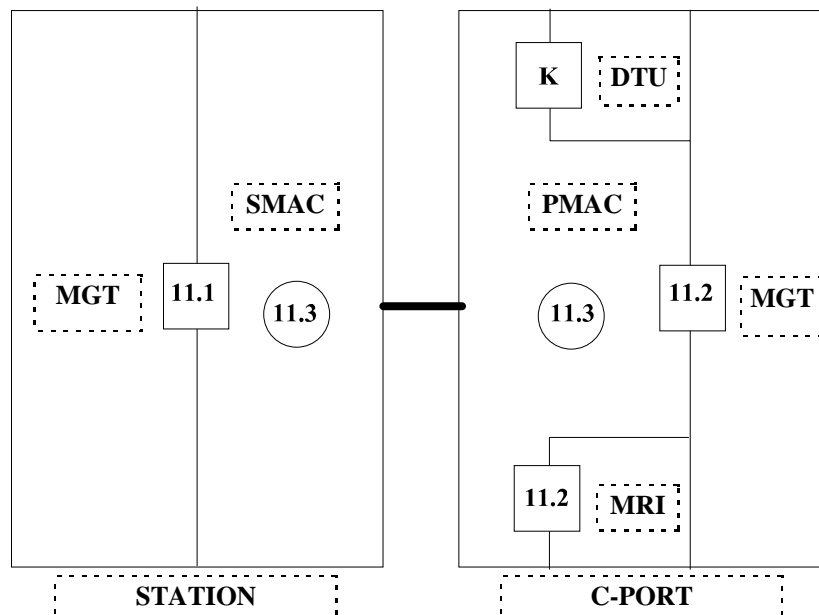 K
DTU
SMAC
PMAC
MGT
11.1
11.3
11.3
11.2
MGT
11.2
MRI
STATION
C-PORT